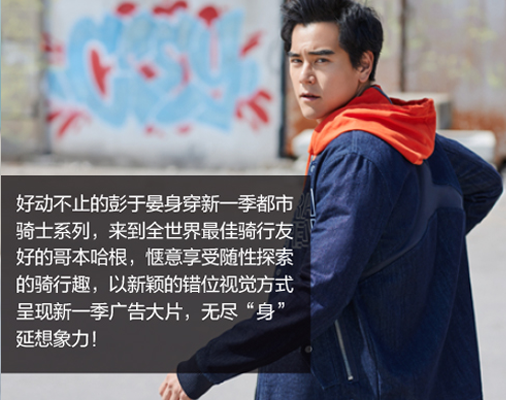 好动不止的彭于晏身穿新一季都市
骑士系列，来到全世界最佳骑行友
好的哥本哈根，惬意享受随性探索
的骑行趣，以新颖的错位视觉方式
呈现新一季广告大片，无尽“身”
延想象力！